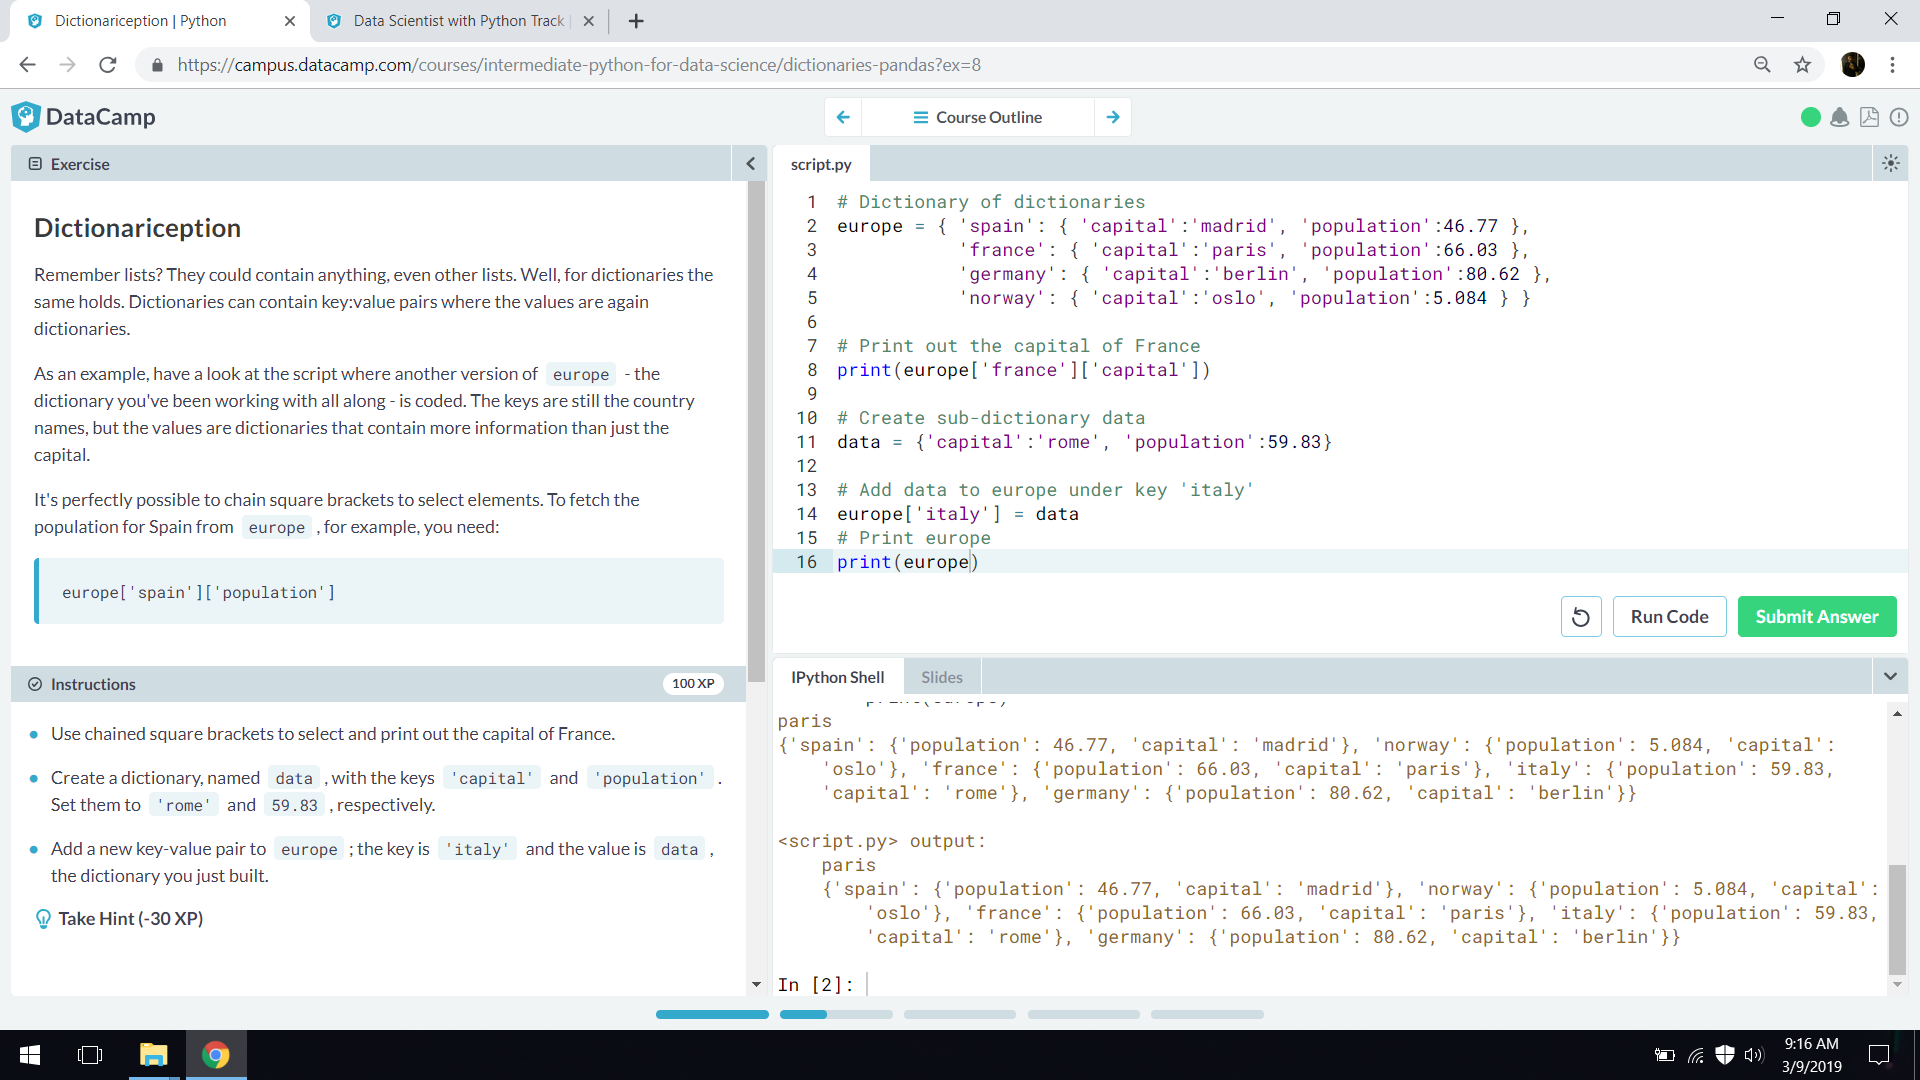 Dictionariception | Python
Data Scientist with Python Track
https://campus.datacamp.com/courses/intermediate-python-for-data-science/dictionaries-pandas?ex=8
DataCamp
Course Outline
Exercise
Dictionariception
Remember lists? They could contain anything, even other lists. Well, for dictionaries the
same holds. Dictionaries can contain key:value pairs where the values are again
dictionaries.
As an example, have a look at the script where another version of europe - the
dictionary you've been working with all along - is coded. The keys are still the country
names, but the values are dictionaries that contain more information than just the
capital.
It's perfectly possible to chain square brackets to select elements. To fetch the
population for Spain from europe , for example, you need:
europe['spain']['population']
Instructions
100 XP
Use chained square brackets to select and print out the capital of France.
Create a dictionary, named data , with the keys 'capital' and 'population' .
Set them to 'rome' and 59.83 , respectively.
Add a new key-value pair to europe ; the key is 'italy' and the value is data ,
the dictionary you just built.
Take Hint (-30 XP)
script.py
1 # Dictionary of dictionaries
2 europe = { 'spain': { 'capital':'madrid', 'population':46.77 },
3 'france': { 'capital':'paris', 'population':66.03 },
4 'germany': { 'capital':'berlin', 'population':80.62 },
5 'norway': { 'capital':'oslo', 'population':5.084 } }
6
7 # Print out the capital of France
8 print(europe['france']['capital'])
9
10 # Create sub-dictionary data
11 data = {'capital':'rome', 'population':59.83}
12
13 # Add data to europe under key 'italy'
14 europe['italy'] = data
15 # Print europe
16 print(europe)
Run Code
Submit Answer
IPython Shell
Slides
print(europe)
paris
{'spain': {'population': 46.77, 'capital': 'madrid'}, 'norway': {'population': 5.084, 'capital':
'oslo'}, 'france': {'population': 66.03, 'capital': 'paris'}, 'italy': {'population': 59.83,
'capital': 'rome'}, 'germany': {'population': 80.62, 'capital': 'berlin'}}
<script.py> output:
paris
{'spain': {'population': 46.77, 'capital': 'madrid'}, 'norway': {'population': 5.084, 'capital':
'oslo'}, 'france': {'population': 66.03, 'capital': 'paris'}, 'italy': {'population': 59.83,
'capital': 'rome'}, 'germany': {'population': 80.62, 'capital': 'berlin'}}
In [2]:
9:16 AM
3/9/2019